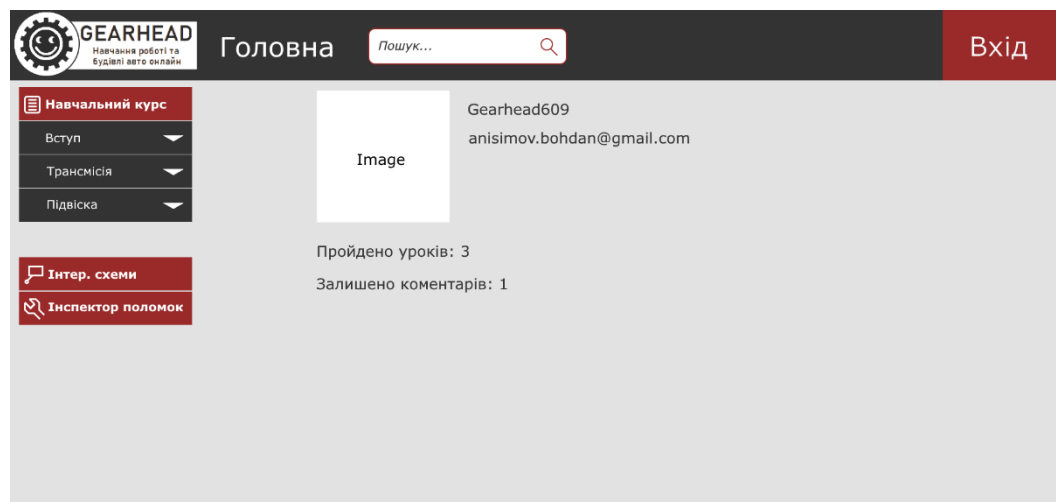 GEARHEAD
Навчання роботі та
будівлі авто онлайн
Головна
Пошук...
Вхід
Навчальний курс
Вступ
Трансмісія
Підвіска
Інтер. схеми
Інспектор поломок
Image
Gearhead609
anisimov.bohdan@gmail.com
Пройдено уроків: 3
Залишено коментарів: 1